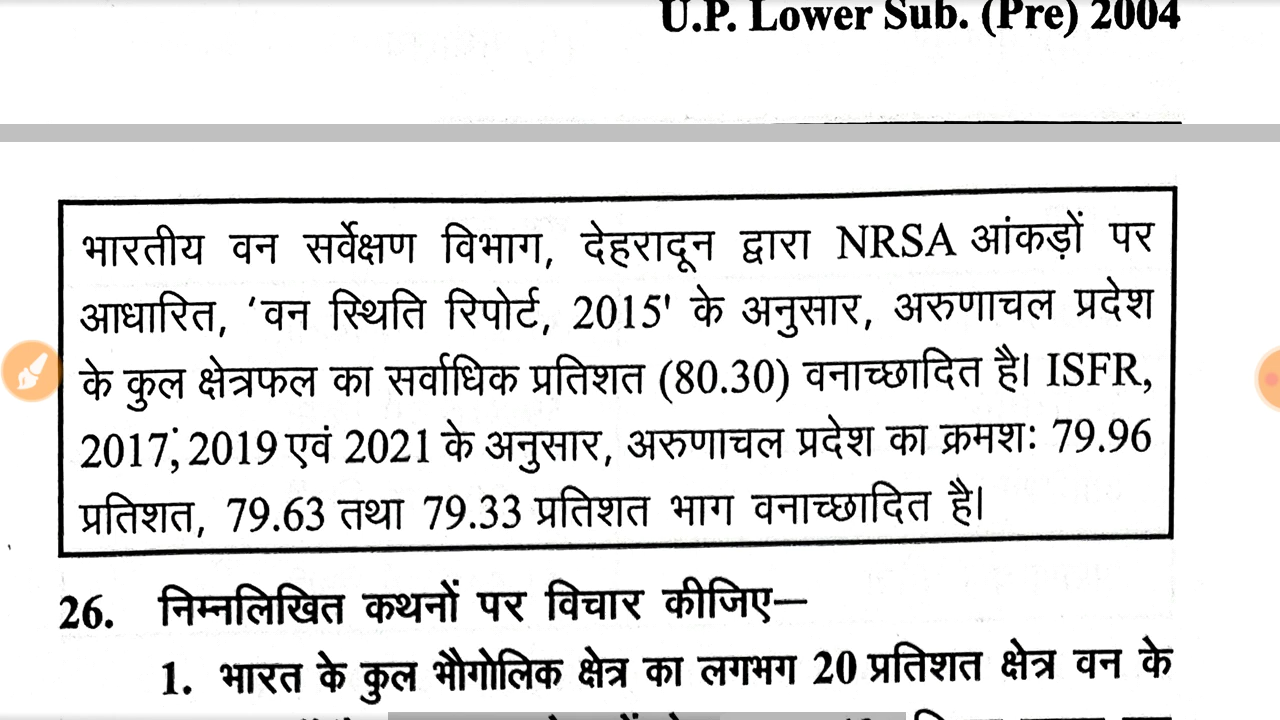 U.P. Lower Sub. (Pre) 2004
भारतीय वन सर्वेक्षण विभाग, देहरादून द्वारा NRSA आंकड़ों पर
आधारित, 'वन स्थिति रिपोर्ट, 2015' के अनुसार, अरुणाचल प्रदेश
के कुल क्षेत्रफल का सर्वाधिक प्रतिशत (80.30) वनाच्छादित है। ISFR,
2017, 2019 एवं 2021 के अनुसार, अरुणाचल प्रदेश का क्रमशः 79.96
प्रतिशत, 79.63 तथा 79.33 प्रतिशत भाग वनाच्छादित है।
26. निम्नलिखित कथनों पर विचार कीजिए—
1. भारत के कुल भौगोलिक क्षेत्र का लगभग 20 प्रतिशत क्षेत्र वन के